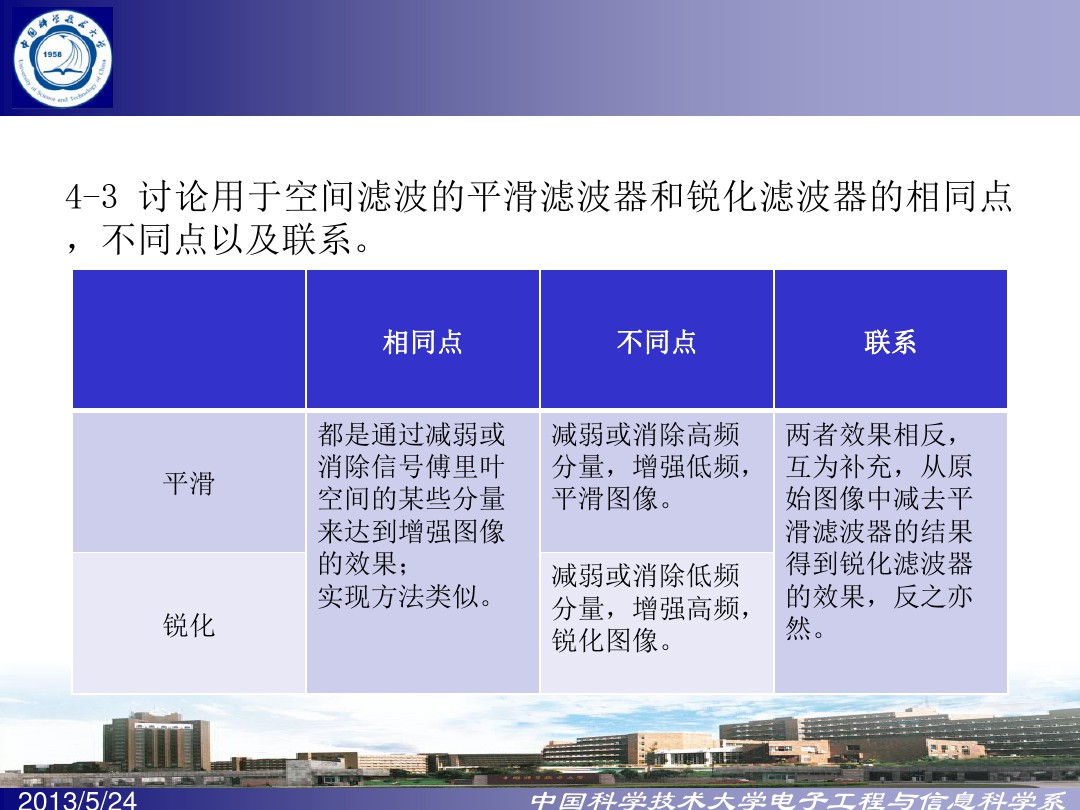 中国科学技术大学
1958
University of Science and Technology of China
4-3 讨论用于空间滤波的平滑滤波器和锐化滤波器的相同点
，不同点以及联系。
相同点
不同点
联系
平滑
都是通过减弱或
消除信号傅里叶
空间的某些分量
来达到增强图像
的效果；
实现方法类似。
减弱或消除高频
分量，增强低频，
平滑图像。
两者效果相反，
互为补充，从原
始图像中减去平
滑滤波器的结果
得到锐化滤波器
的效果，反之亦
然。
锐化
减弱或消除低频
分量，增强高频，
锐化图像。
2013/5/24
中国科学技术大学电子工程与信息科学系